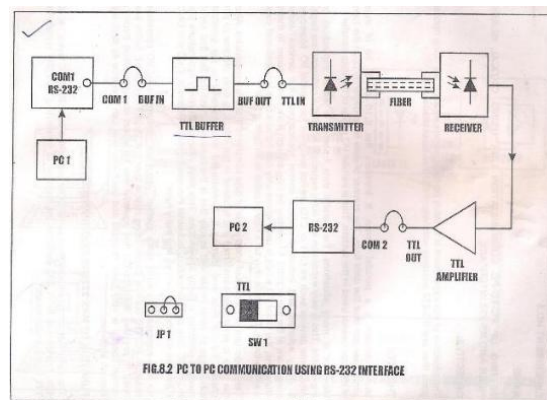 COM1
RS-232
COM 1
BUF IN
TTL BUFFER
BUF OUT
TTL IN
TRANSMITTER
FIBER
RECEIVER
PC 1
PC 2
RS-232
COM 2
TTL
OUT
TTL
AMPLIFIER
JP 1
TTL
SW 1
FIG.8.2 PC TO PC COMMUNICATION USING RS-232 INTERFACE